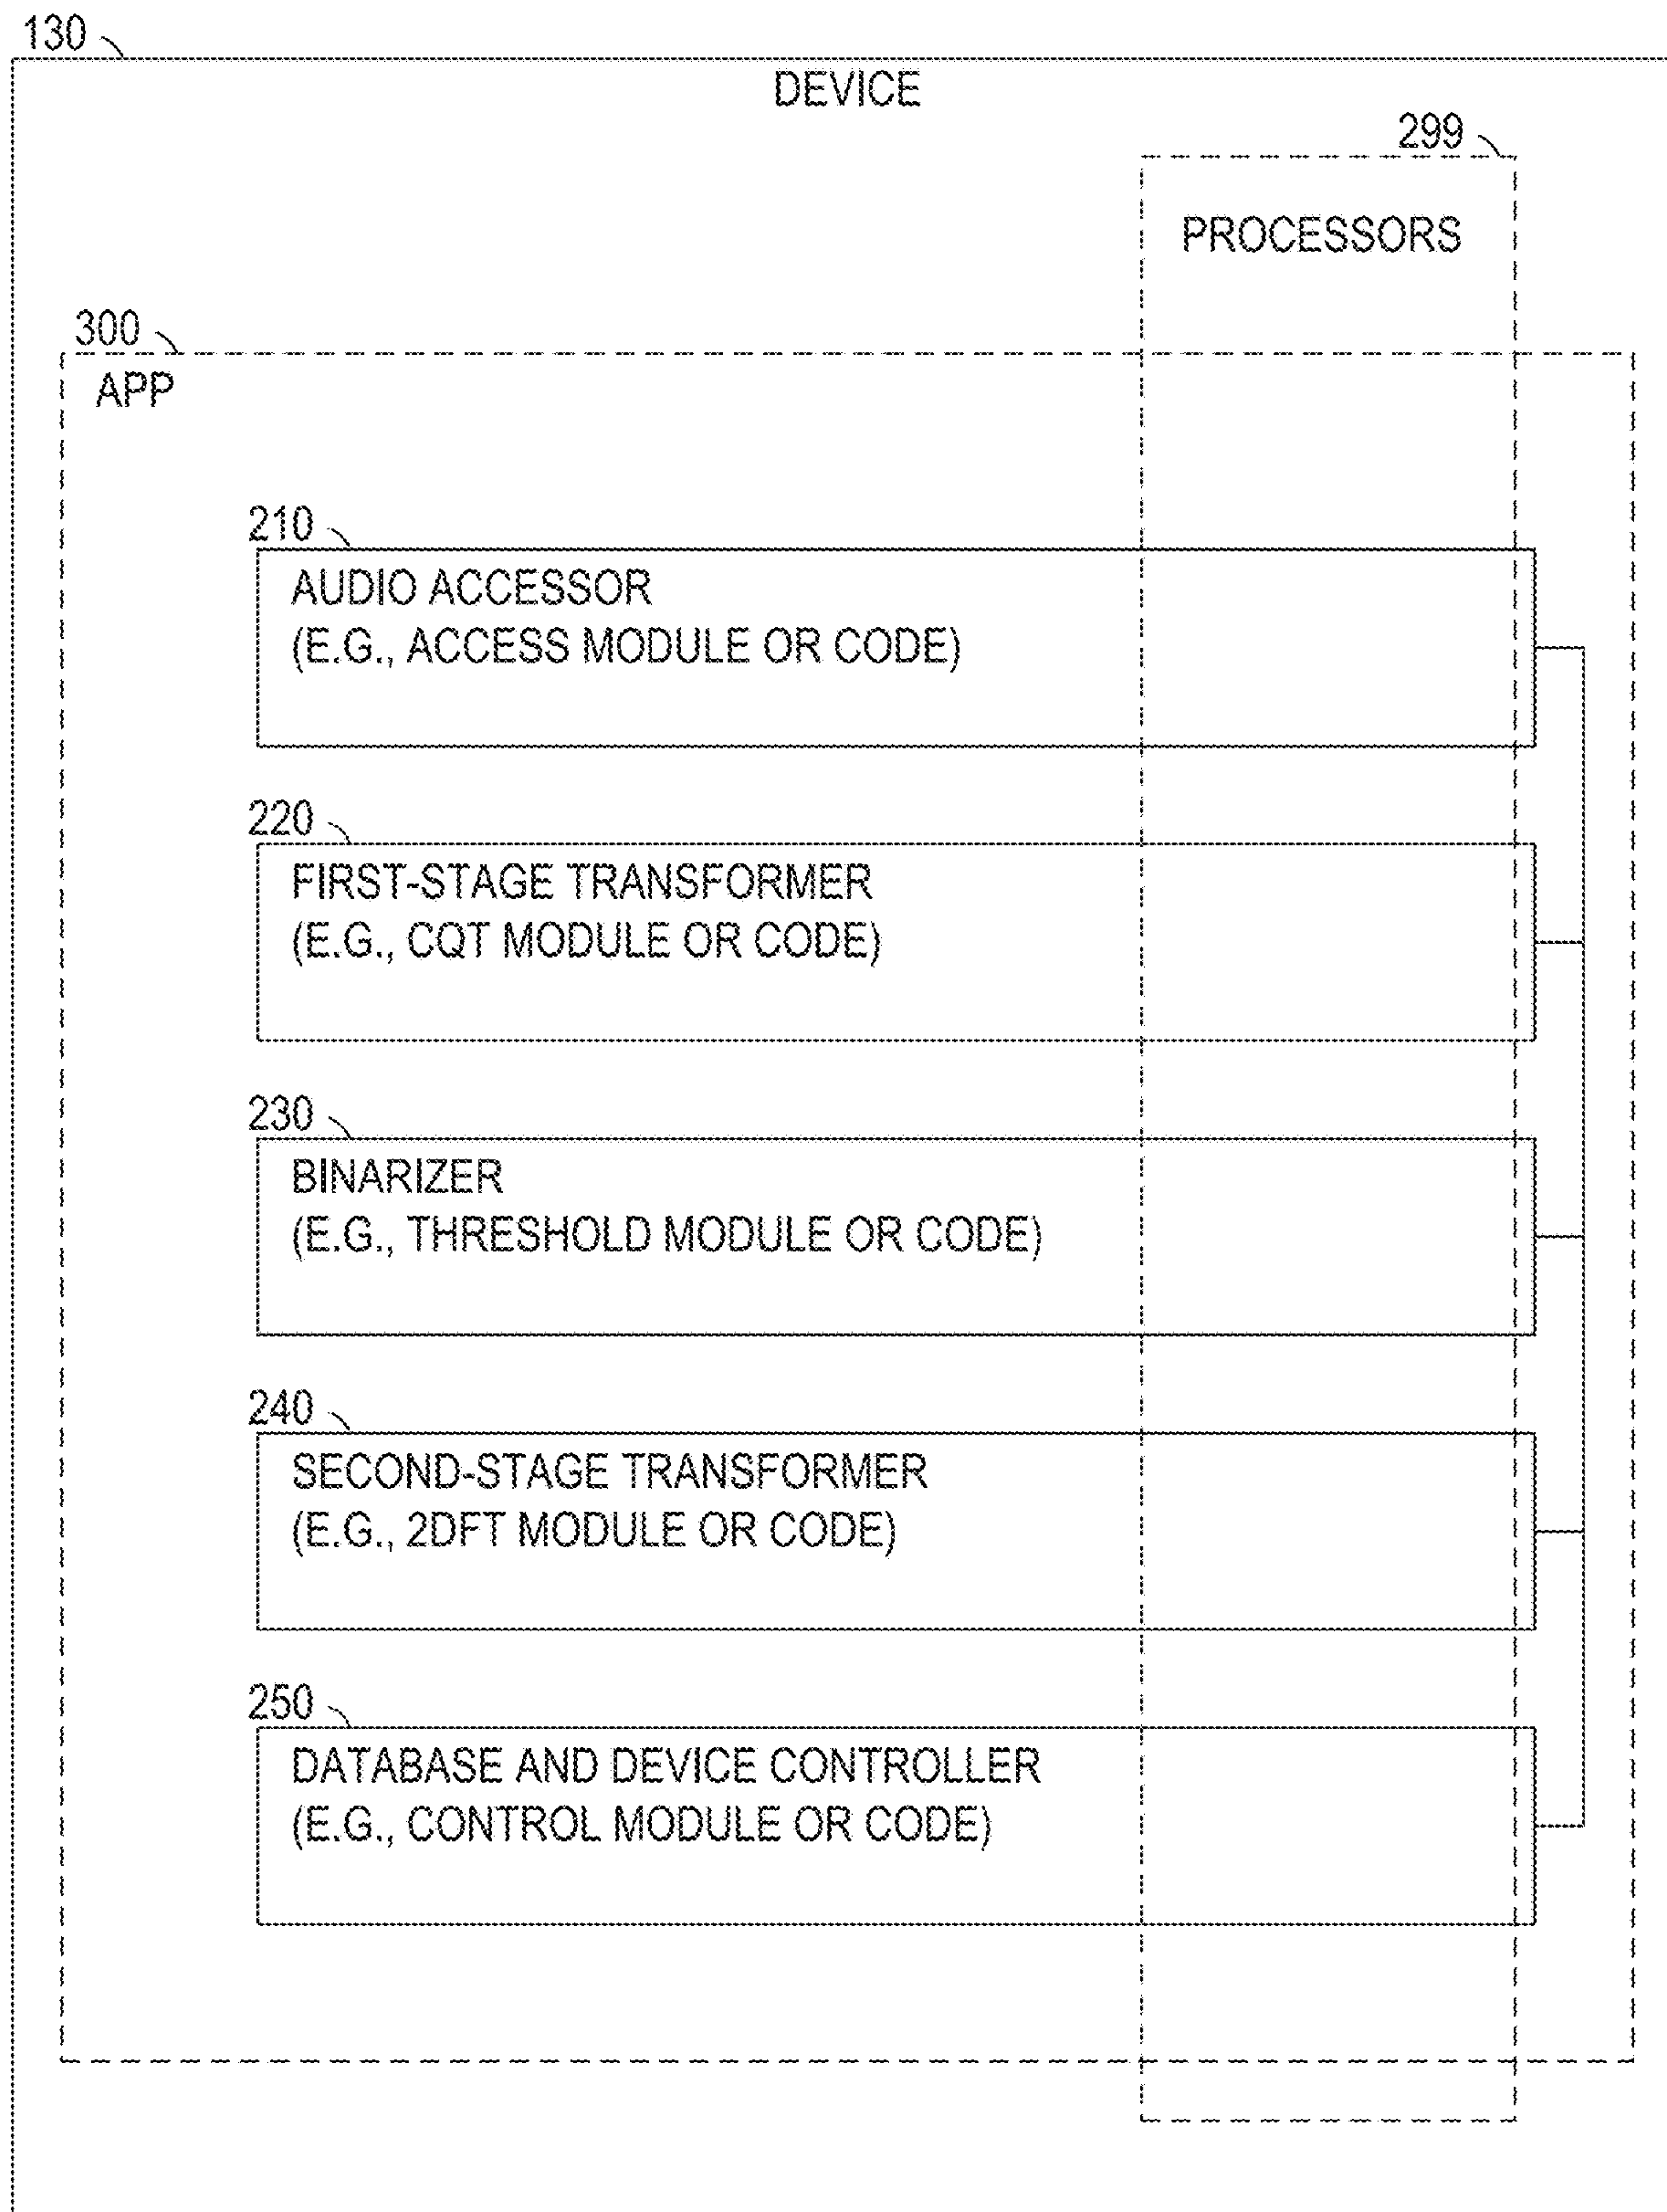 130
DEVICE
299
PROCESSORS
300
APP
210
AUDIO ACCESSOR
(E.G., ACCESS MODULE OR CODE)
220
FIRST-STAGE TRANSFORMER
(E.G., CQT MODULE OR CODE)
230
BINARIZER
(E.G., THRESHOLD MODULE OR CODE)
240
SECOND-STAGE TRANSFORMER
(E.G., 2DFT MODULE OR CODE)
250
DATABASE AND DEVICE CONTROLLER
(E.G., CONTROL MODULE OR CODE)